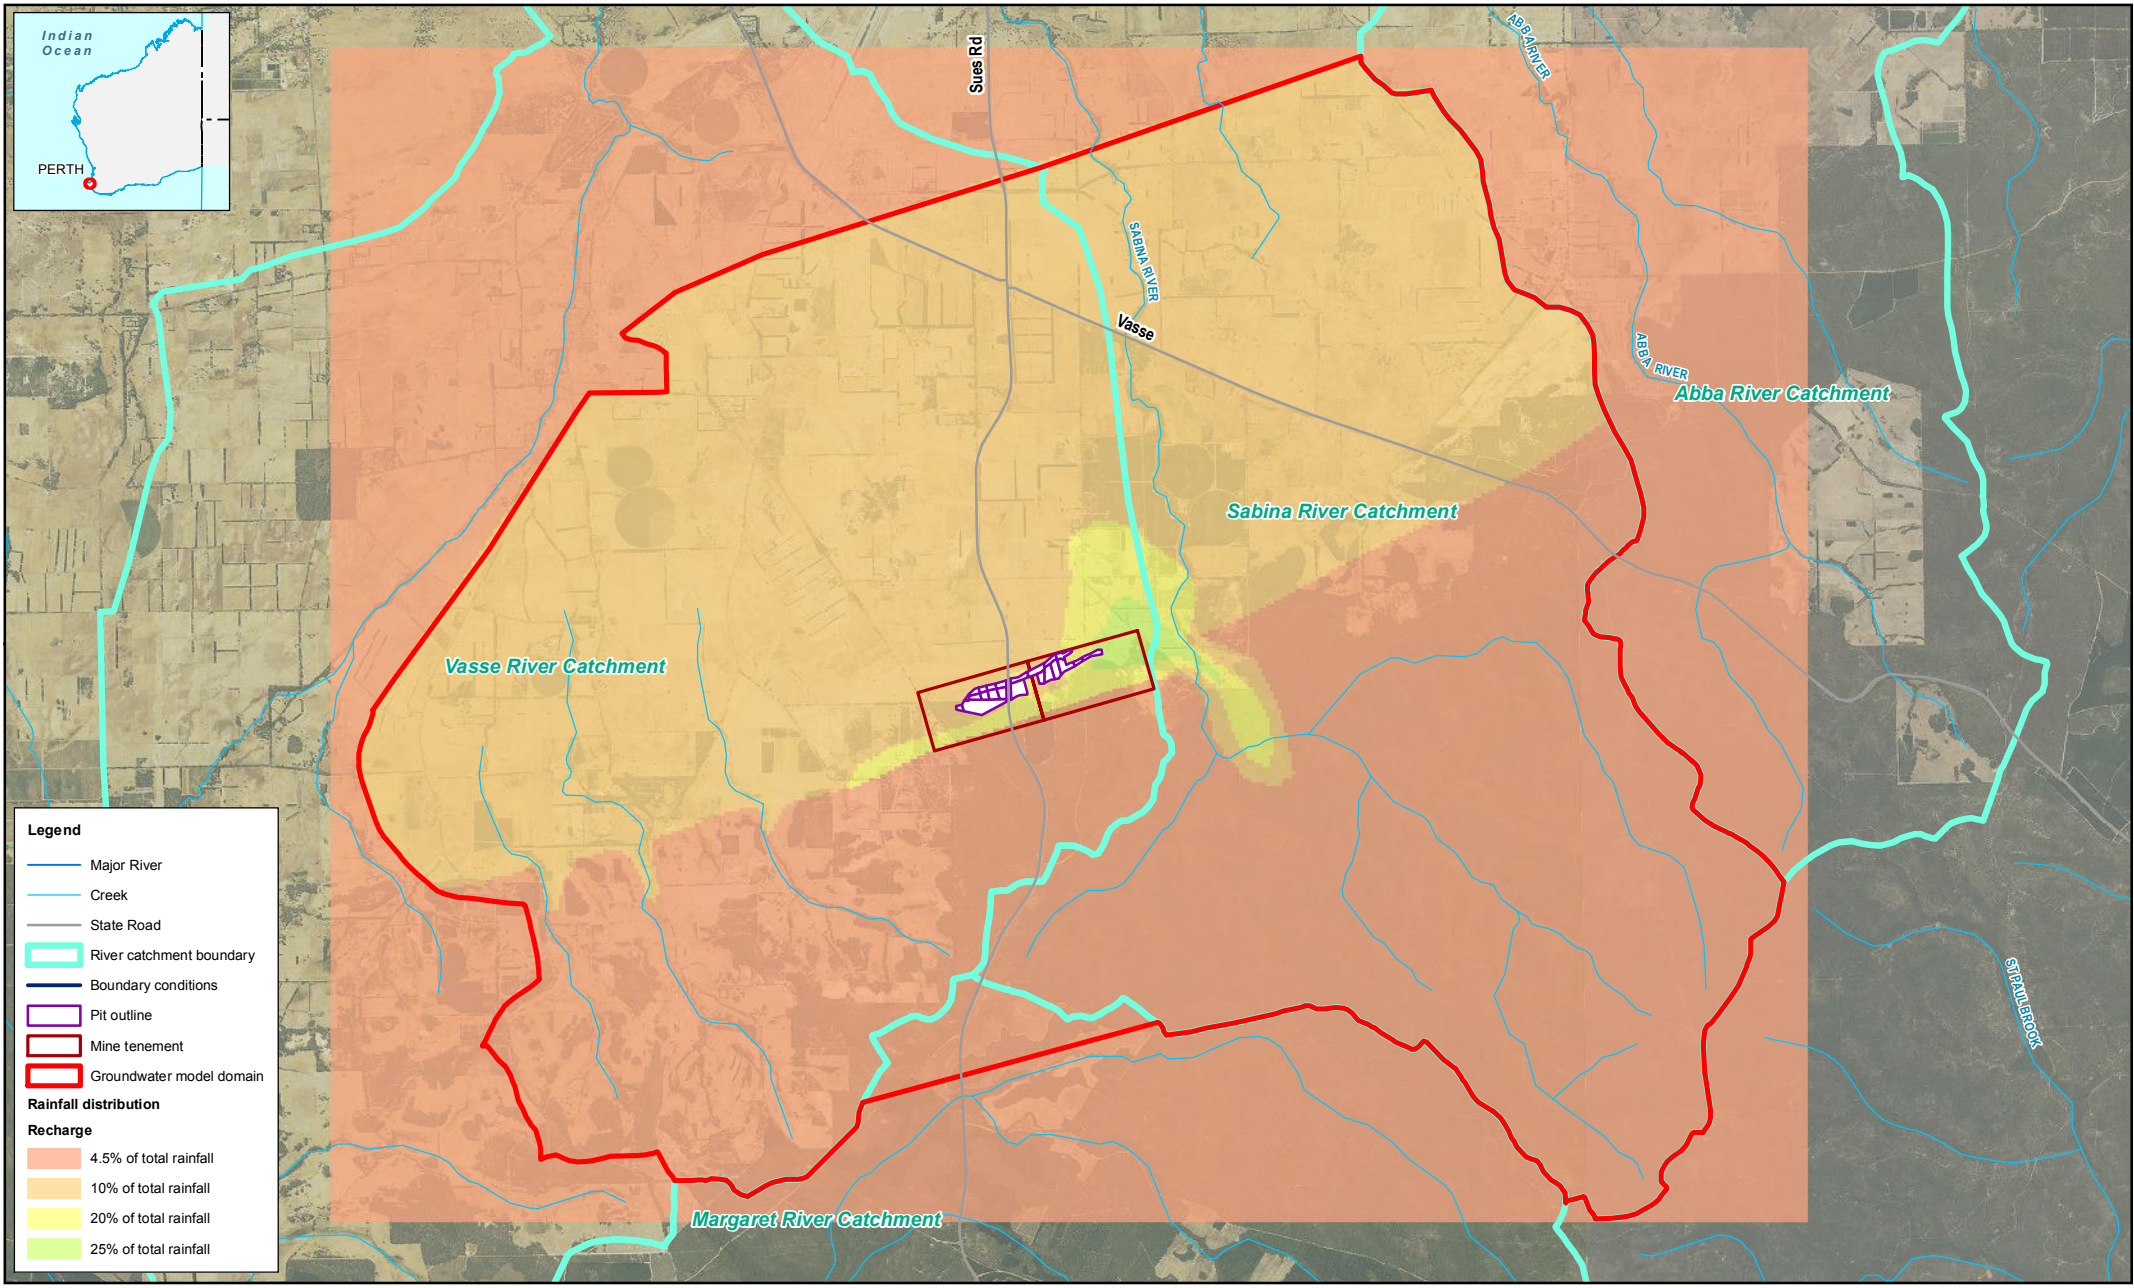 Indian
Ocean
PERTH
Sues Rd
ABBA RIVER
SABINA RIVER
Vasse
ABBA RIVER
Abba River Catchment
Sabina River Catchment
Vasse River Catchment
ST PAUL BROOK
Margaret River Catchment
Legend
Major River
Creek
State Road
River catchment boundary
Boundary conditions
Pit outline
Mine tenement
Groundwater model domain
Rainfall distribution
Recharge
4.5% of total rainfall
10% of total rainfall
20% of total rainfall
25% of total rainfall